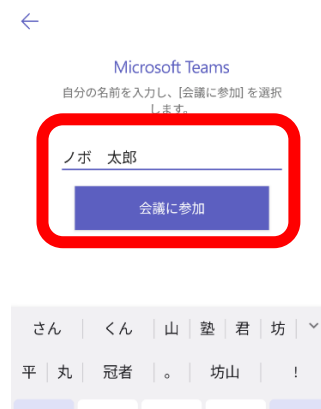 Microsoft Teams
自分の名前を入力し、[会議に参加] を選択
します。
ノボ　太郎
会議に参加
さん くん 山 塾 君 坊
平 丸 冠者 。 坊山 !